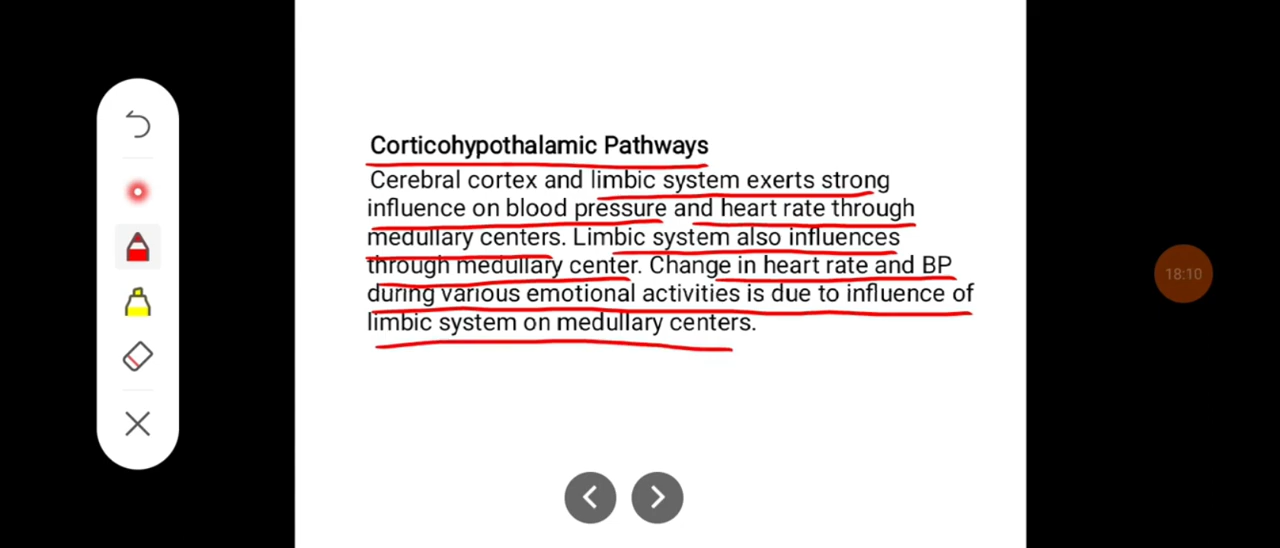 Corticohypothalamic Pathways
Cerebral cortex and limbic system exerts strong
influence on blood pressure and heart rate through
medullary centers. Limbic system also influences
through medullary center. Change in heart rate and BP
during various emotional activities is due to influence of
limbic system on medullary centers.
18:10